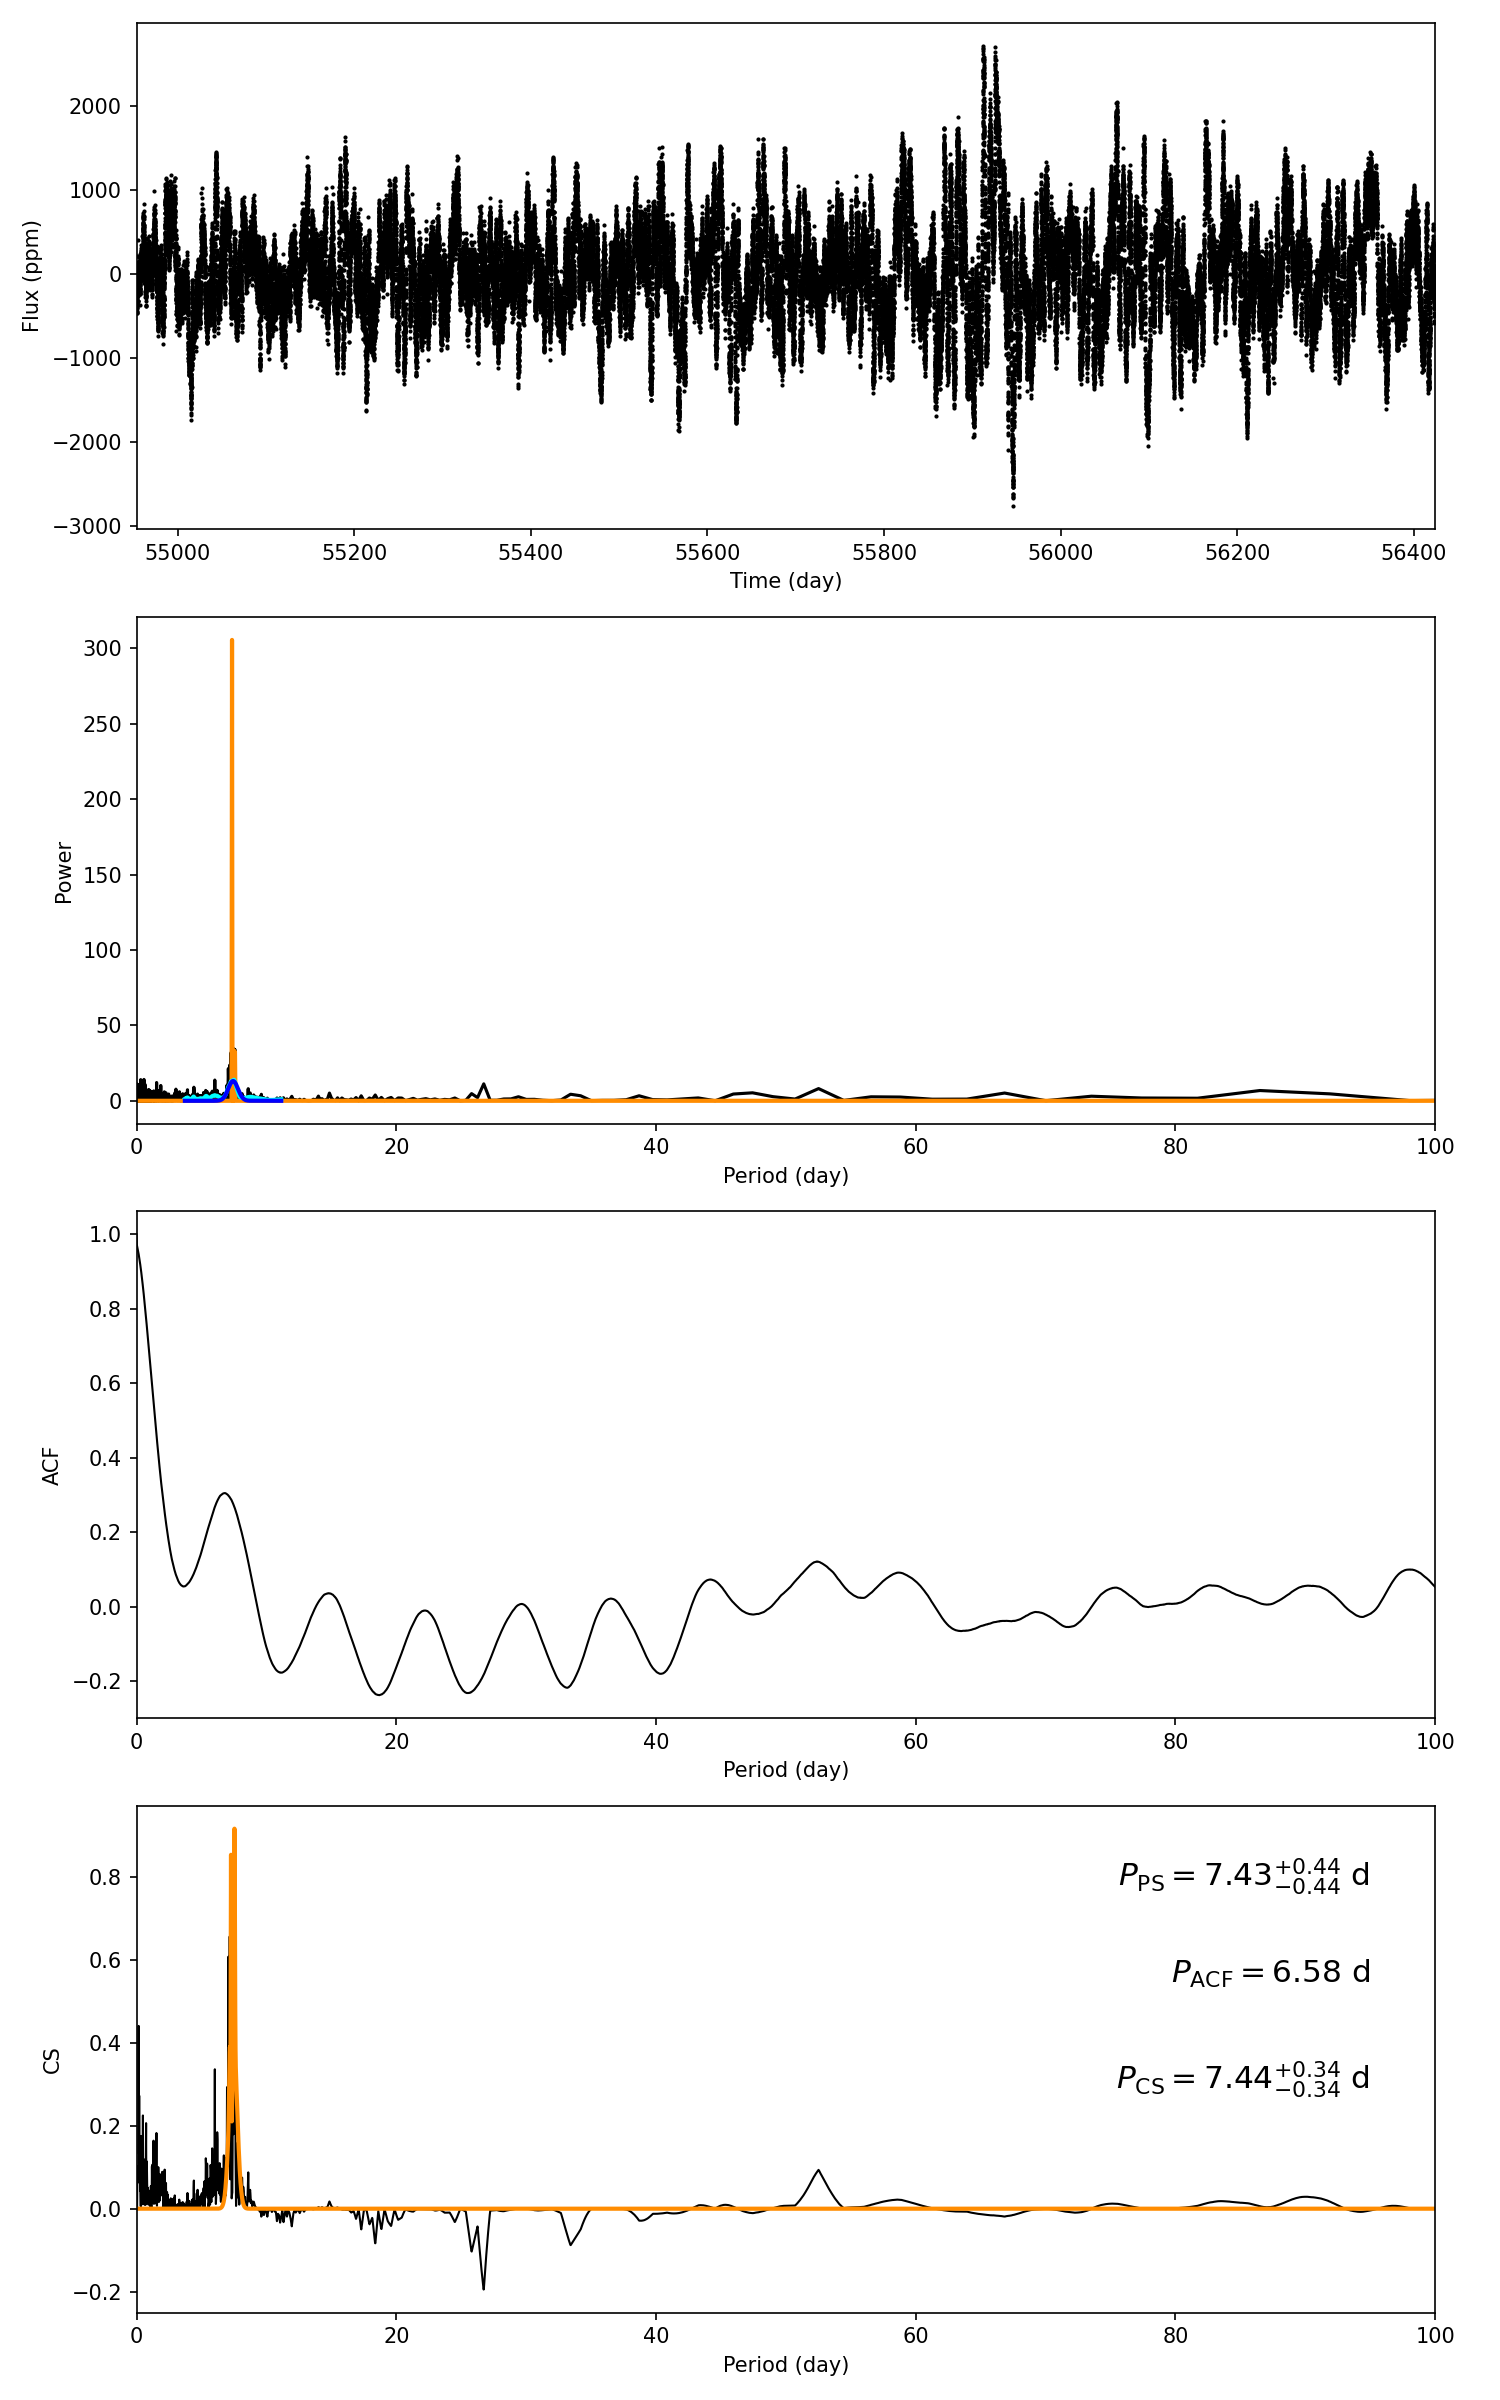 2000
1000
0
−1000
−2000
−3000
Flux (ppm)
55000 55200 55400 55600 55800 56000 56200 56400
Time (day)
300
250
200
150
100
50
0
Power
0 20 40 60 80 100
Period (day)
1.0
0.8
0.6
0.4
0.2
0.0
−0.2
ACF
0 20 40 60 80 100
Period (day)
0.8
0.6
0.4
0.2
0.0
−0.2
CS
P_PS = 7.43 +0.44 −0.44 d
P_ACF = 6.58 d
P_CS = 7.44 +0.34 −0.34 d
0 20 40 60 80 100
Period (day)